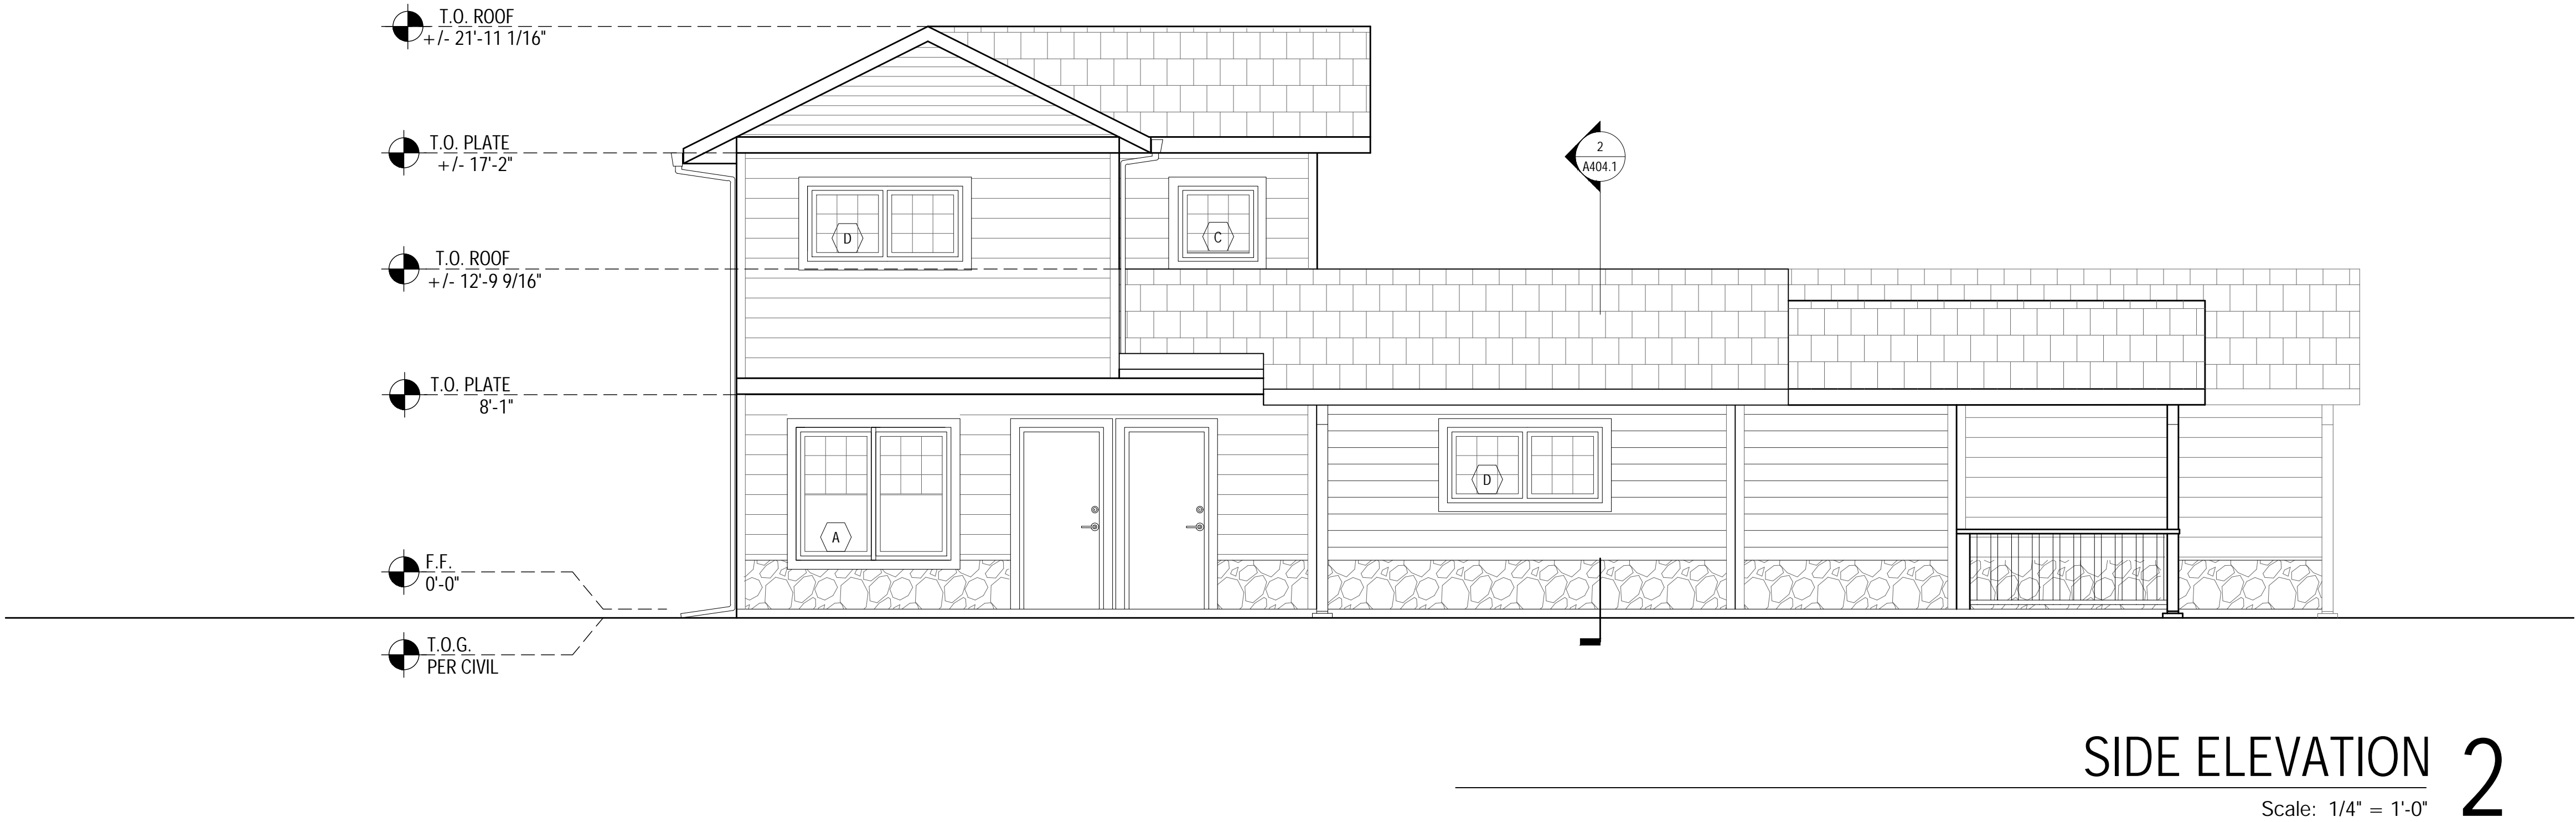 T.O. ROOF
+/- 21'-11 1/16"
T.O. PLATE
+/- 17'-2"
2
A404.1
D
C
T.O. ROOF
+/- 12'-9 9/16"
T.O. PLATE
8'-1"
D
A
F.F.
0'-0"
T.O.G.
PER CIVIL
SIDE ELEVATION 2
Scale: 1/4" = 1'-0"